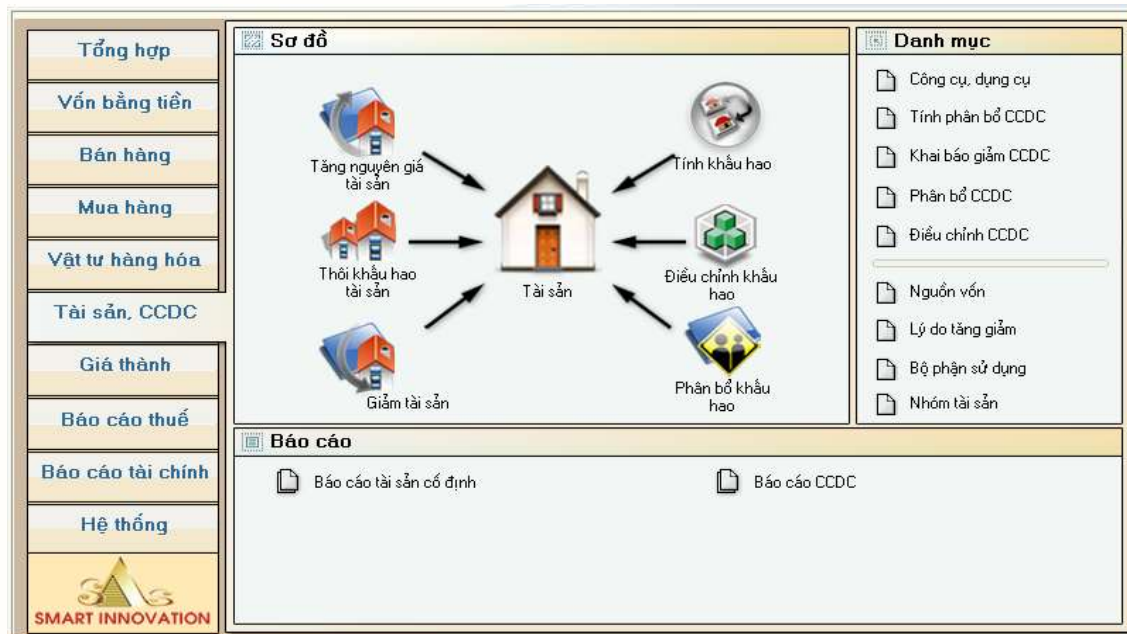 Tổng hợp
Vốn bằng tiền
Bán hàng
Mua hàng
Vật tư hàng hóa
Tài sản, CCDC
Giá thành
Báo cáo thuế
Báo cáo tài chính
Hệ thống
SMART INNOVATION
Sơ đồ
Tăng nguyên giá
tài sản
Tính khấu hao
Thôi khấu hao
tài sản
Tài sản
Điều chỉnh khấu
hao
Giảm tài sản
Phân bổ khấu
hao
Danh mục
Công cụ, dụng cụ
Tính phân bổ CCDC
Khai báo giảm CCDC
Phân bổ CCDC
Điều chỉnh CCDC
Nguồn vốn
Lý do tăng giảm
Bộ phận sử dụng
Nhóm tài sản
Báo cáo
Báo cáo tài sản cố định
Báo cáo CCDC